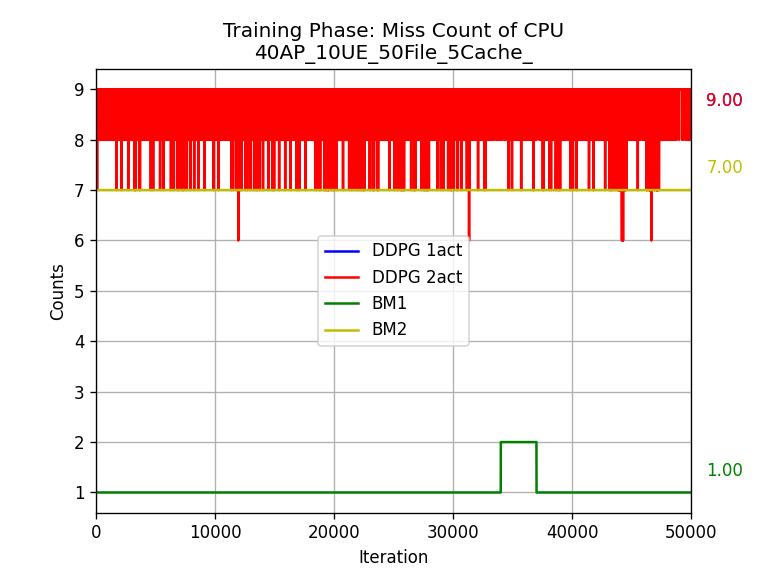 Training Phase: Miss Count of CPU
40AP_10UE_50File_5Cache_
9
8
7
6
5
4
3
2
1
Counts
9.00
7.00
1.00
DDPG 1act
DDPG 2act
BM1
BM2
0
10000
20000
30000
40000
50000
Iteration